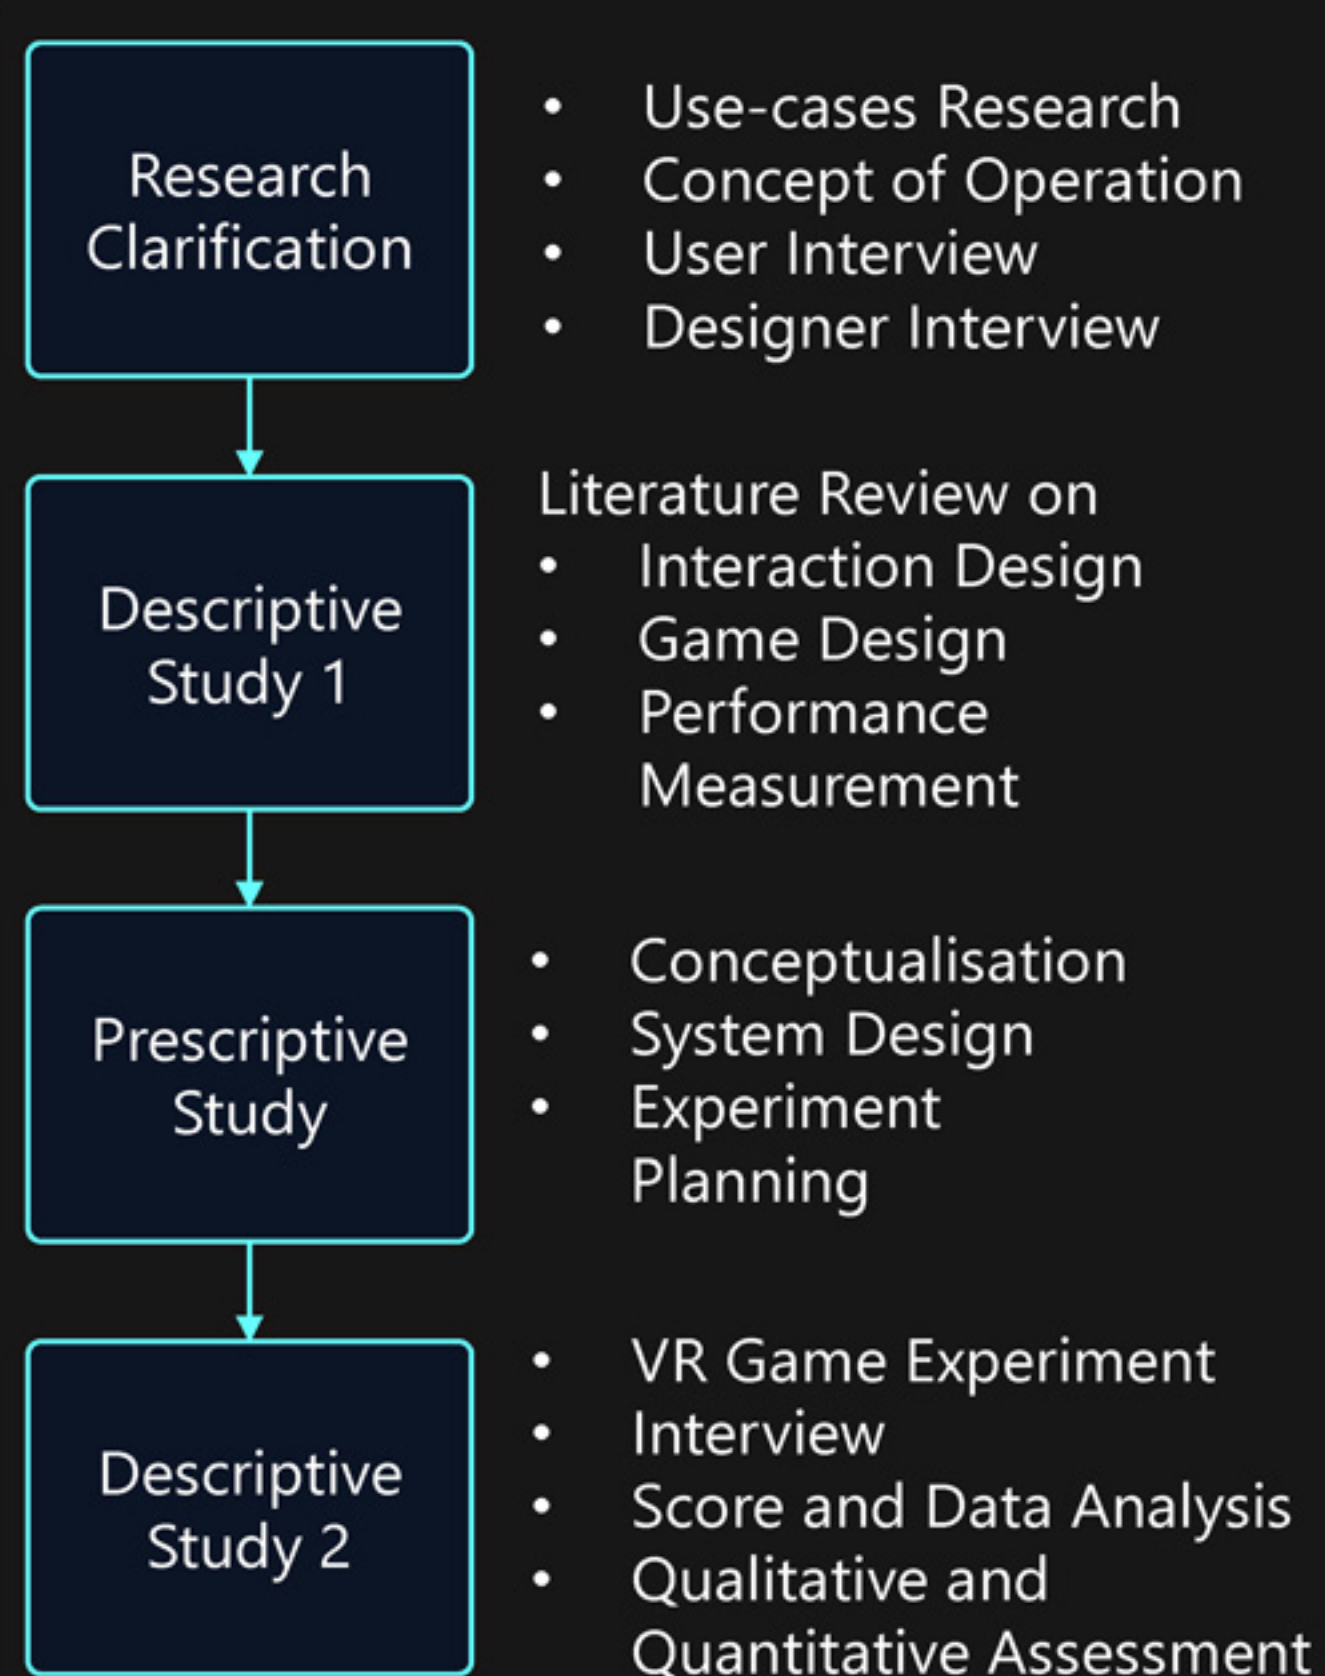 Research
Clarification
• Use-cases Research
• Concept of Operation
• User Interview
• Designer Interview
Descriptive
Study 1
Literature Review on
• Interaction Design
• Game Design
• Performance
Measurement
Prescriptive
Study
• Conceptualisation
• System Design
• Experiment
Planning
Descriptive
Study 2
• VR Game Experiment
• Interview
• Score and Data Analysis
• Qualitative and
Quantitative Assessment